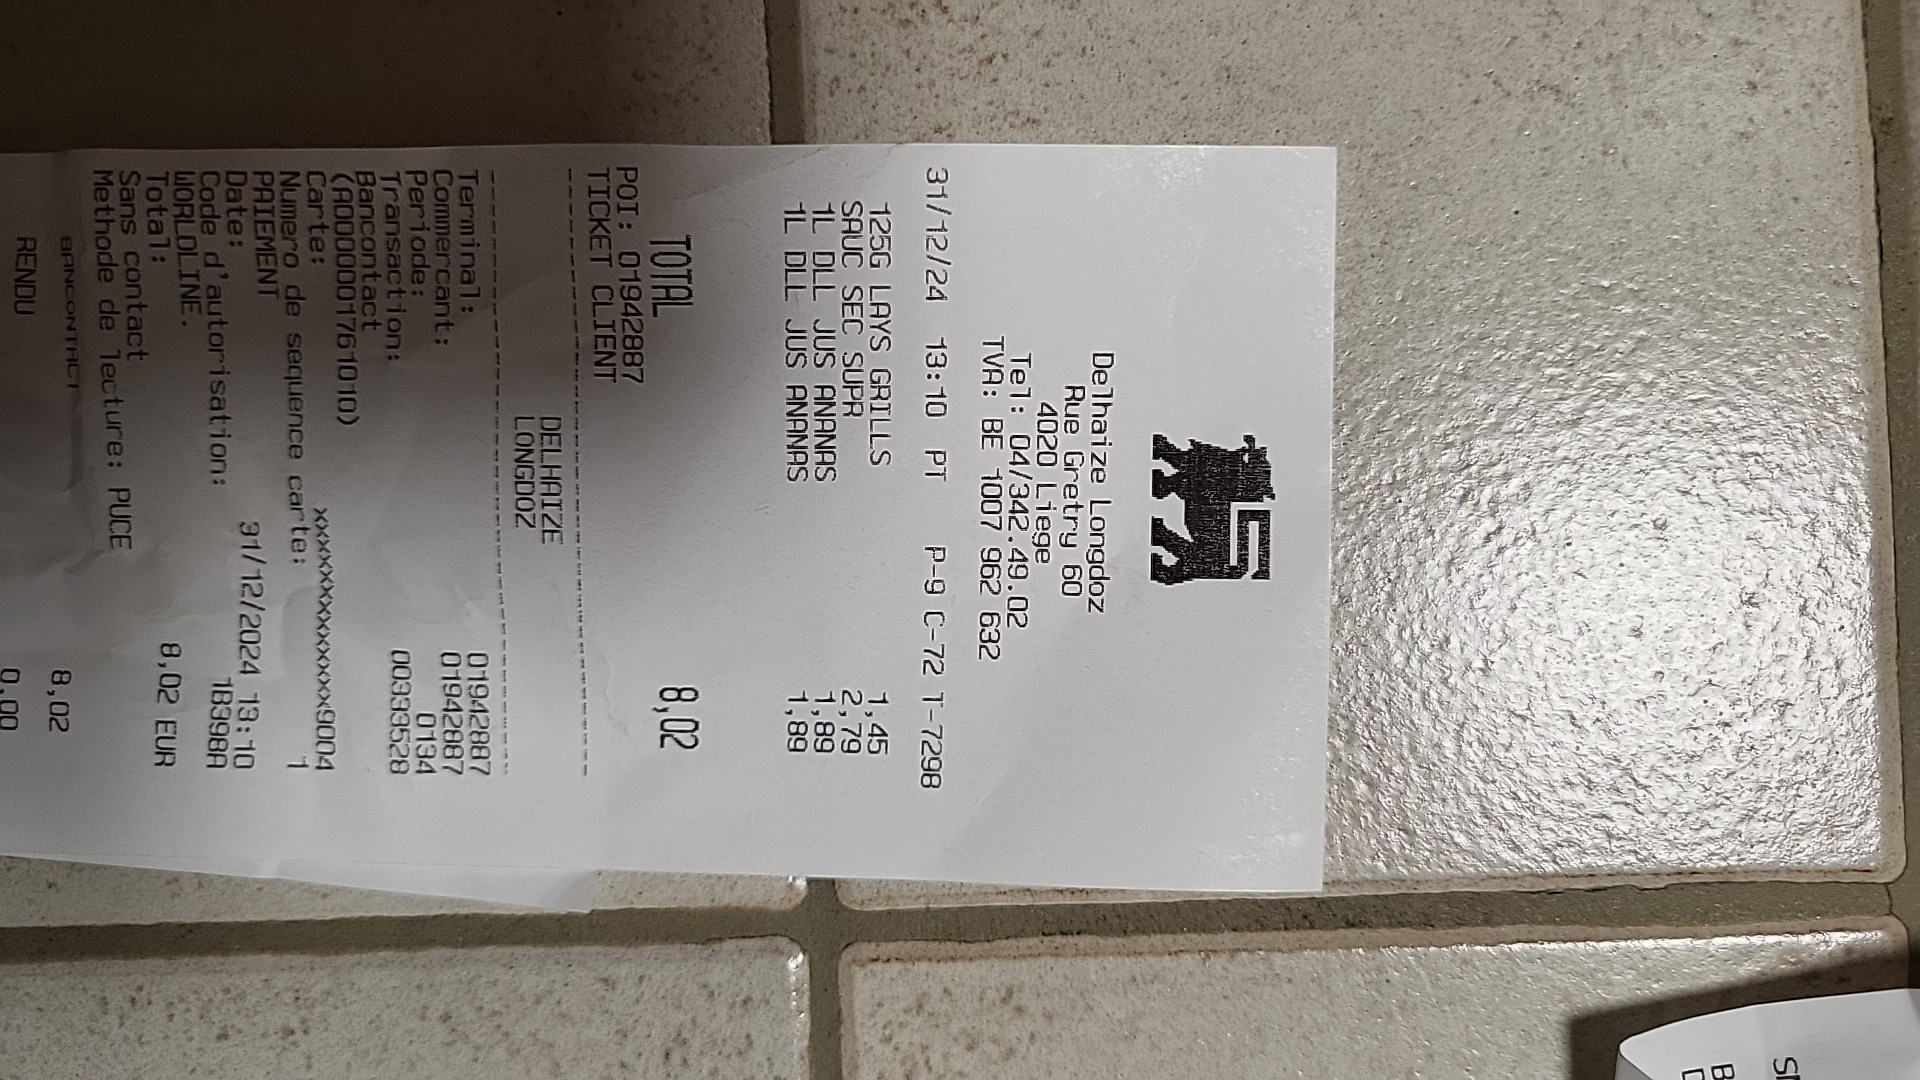 Delhaize Longdoz
Rue Gretry 60
4020 Liege
Tel: 04/342.49.02
TVA: BE 1007 962 632
31/12/24 13:10 PT P-9 C-72 T-7298
125G LAYS GRILLS 1,45
SAUC SEC SUPR 2,79
1L DLL JUS ANANAS 1,89
1L DLL JUS ANANAS 1,89
TOTAL 8,02
POI: 01942887
TICKET CLIENT
DELHAIZE
LONGDOZ
Terminal: 01942887
Commercant: 01942887
Periode: 0134
Transaction: 00333528
Bancontact
(A0000001761010)
Carte: xxxxxxxxxxxxxxx9004
Numero de sequence carte: 1
PAIEMENT
Date: 31/12/2024 13:10
Code d'autorisation: 1B398A
WORLDLINE.
Total: 8,02 EUR
Sans contact
Methode de lecture: PUCE
BANCONTACT 8,02
RENDU 0,00